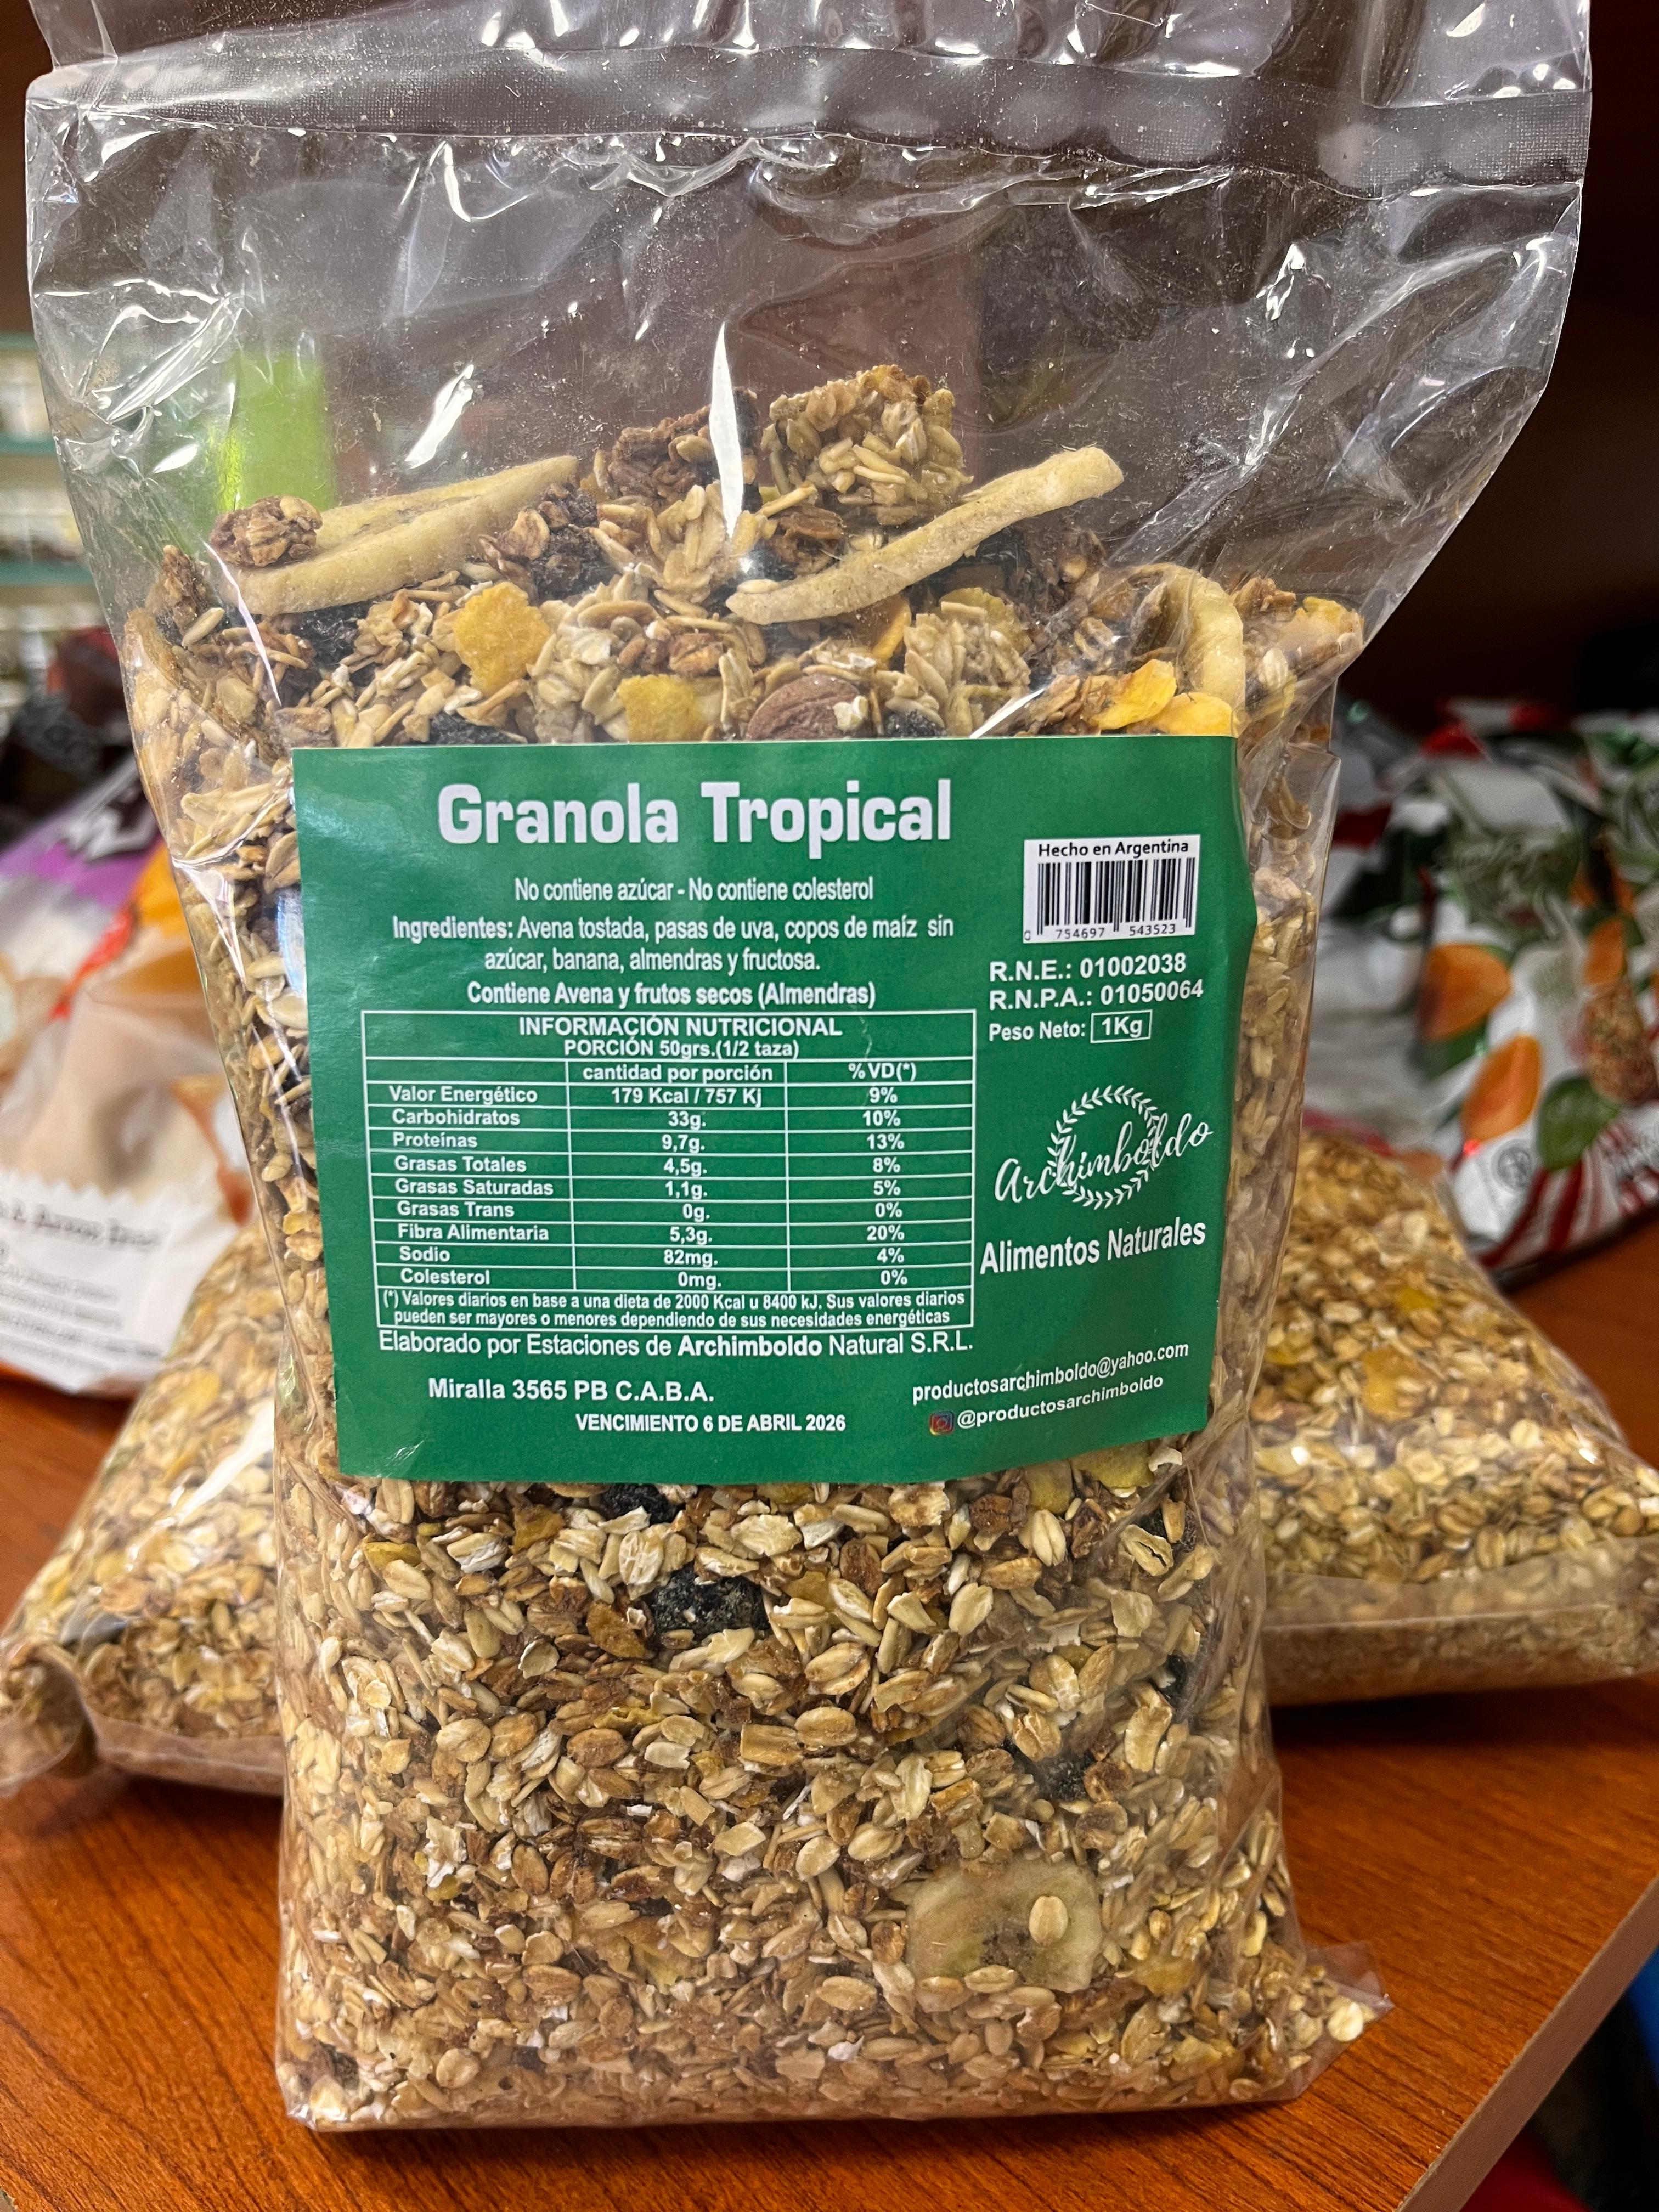 Granola Tropical
No contiene azúcar - No contiene colesterol
Ingredientes: Avena tostada, pasas de uva, copos de maíz sin
azúcar, banana, almendras y fructosa.
Contiene Avena y frutos secos (Almendras)
Hecho en Argentina
0 754697 543523
R.N.E.: 01002038
R.N.P.A.: 01050064
Peso Neto: 1Kg
INFORMACIÓN NUTRICIONAL
PORCIÓN 50grs.(1/2 taza)
cantidad por porción %VD(*)
Valor Energético 179 Kcal / 757 Kj 9%
Carbohidratos 33g. 10%
Proteínas 9,7g. 13%
Grasas Totales 4,5g. 8%
Grasas Saturadas 1,1g. 5%
Grasas Trans 0g. 0%
Fibra Alimentaria 5,3g. 20%
Sodio 82mg. 4%
Colesterol 0mg. 0%
(*) Valores diarios en base a una dieta de 2000 Kcal u 8400 kJ. Sus valores diarios
pueden ser mayores o menores dependiendo de sus necesidades energéticas
Archimboldo
Alimentos Naturales
Elaborado por Estaciones de Archimboldo Natural S.R.L.
Miralla 3565 PB C.A.B.A.
VENCIMIENTO 6 DE ABRIL 2026
productosarchimboldo@yahoo.com
@productosarchimboldo